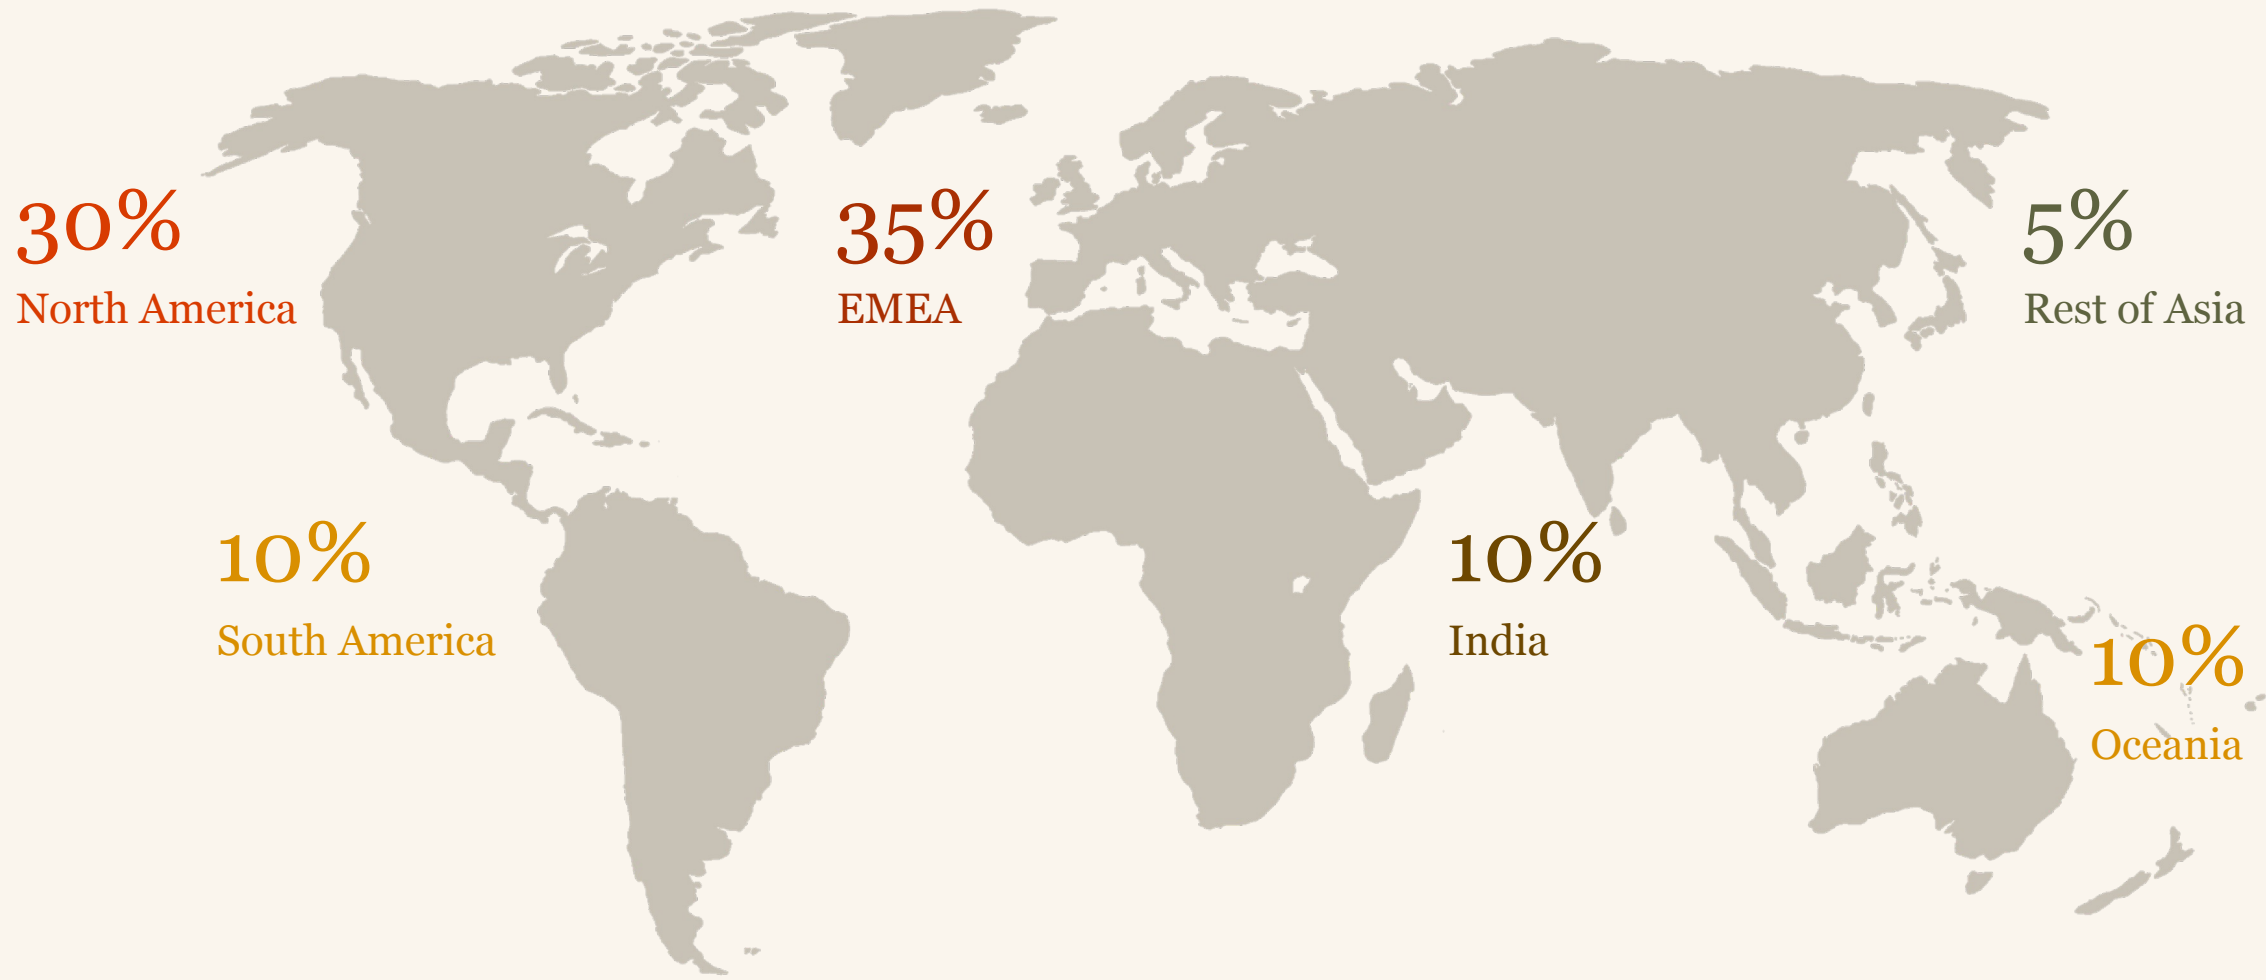 30%
North America
35%
EMEA
5%
Rest of Asia
10%
South America
10%
India
10%
Oceania